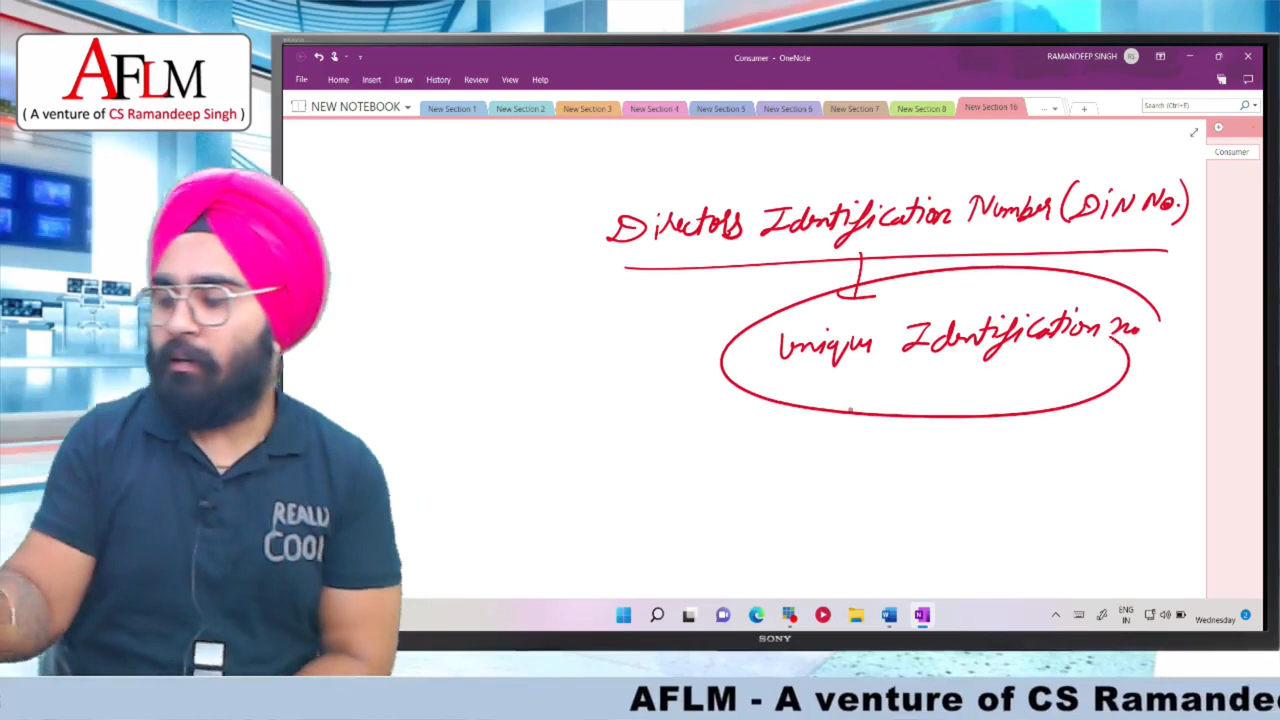 AFLM
( A venture of CS Ramandeep Singh )
Consumer - OneNote
RAMANDEEP SINGH
File Home Insert Draw History Review View Help
NEW NOTEBOOK
New Section 1 New Section 2 New Section 3 New Section 4 New Section 5 New Section 6 New Section 7 New Section 8 New Section 16 ...
Search (Ctrl+E)
Consumer
Directors Identification Number (DiN No.)
Unique Identification no
REALLY
COOL
ENG
IN
Wednesday 2
SONY
AFLM - A venture of CS Ramandee